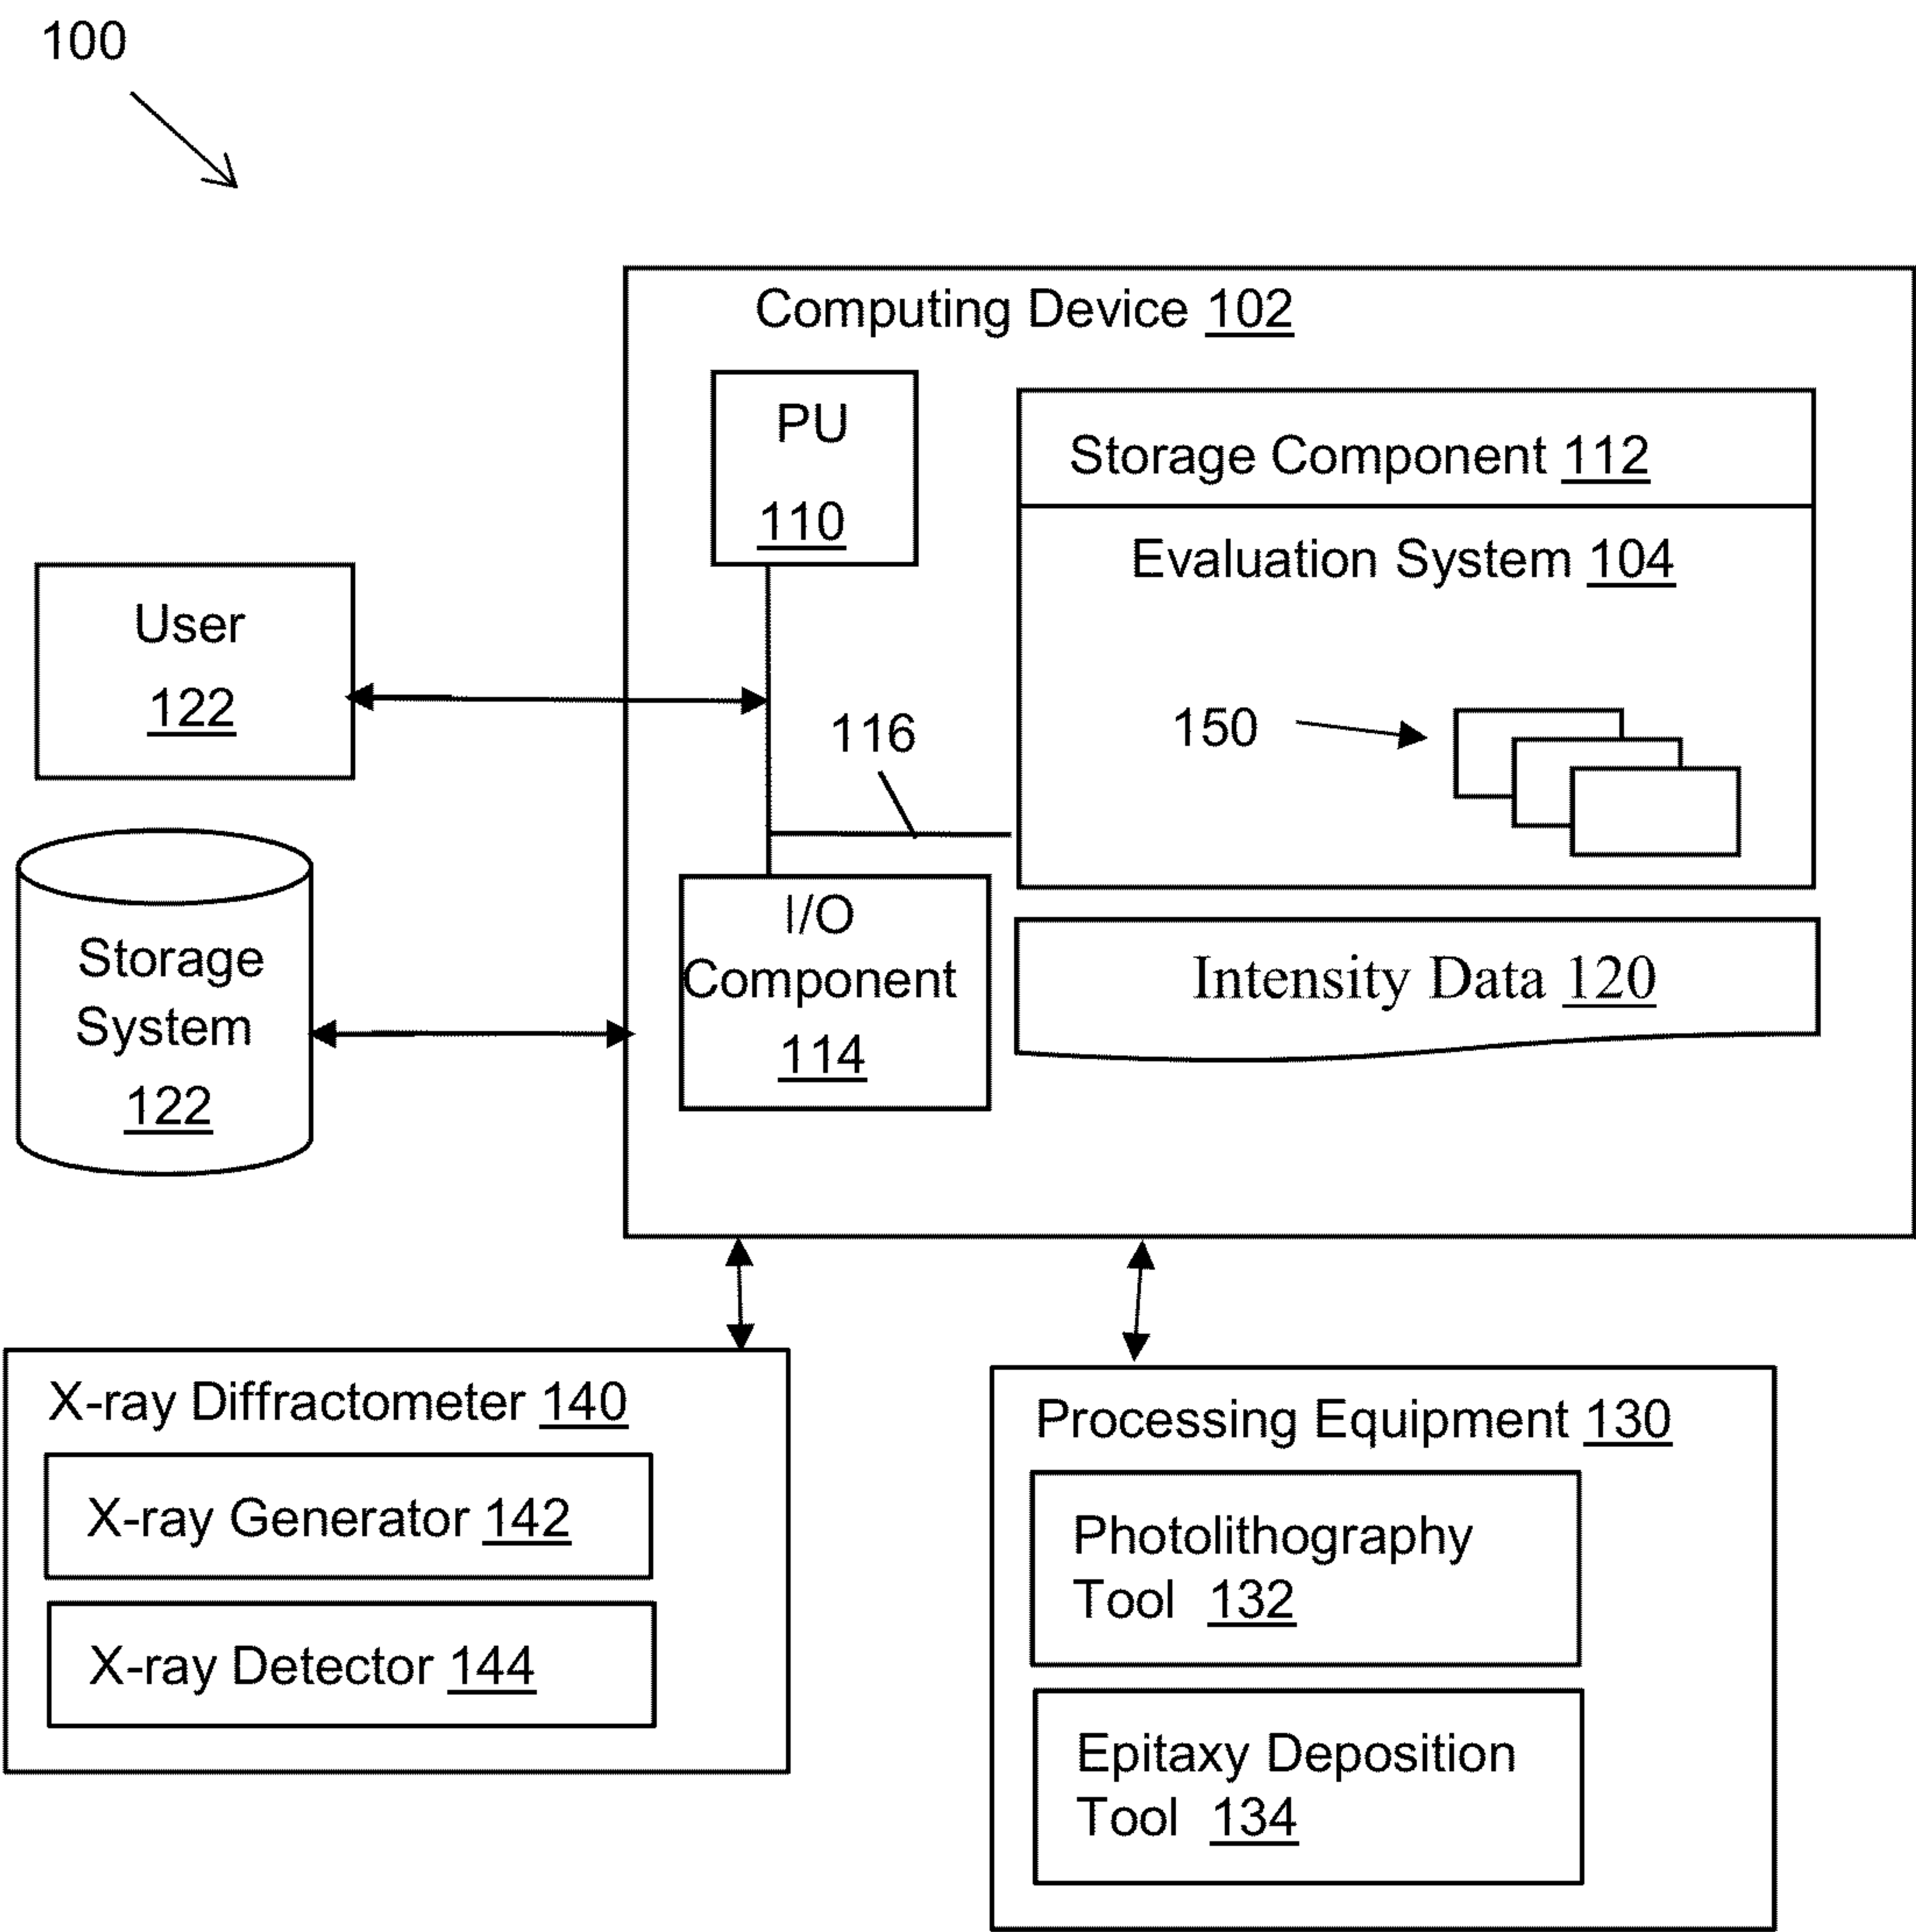 100
Computing Device 102
PU
110
Storage Component 112
Evaluation System 104
150
User
122
116
Storage
System
122
I/O
Component
114
Intensity Data 120
X-ray Diffractometer 140
X-ray Generator 142
X-ray Detector 144
Processing Equipment 130
Photolithography
Tool 132
Epitaxy Deposition
Tool 134